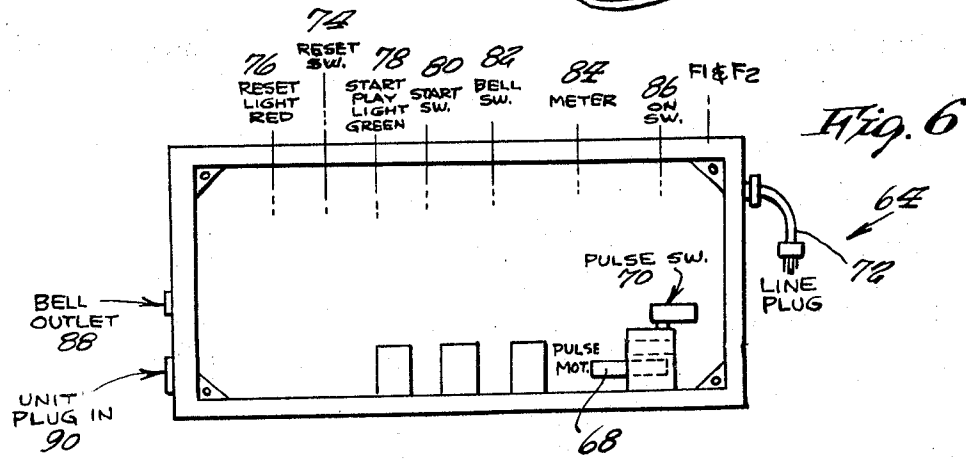 74
RESET
SW.
76
RESET
LIGHT
RED
78
START
PLAY
LIGHT
GREEN
80
START
SW.
82
BELL
SW.
84
METER
86
ON
SW.
F1 & F2
Fig. 6
64
72
LINE
PLUG
PULSE SW.
70
BELL
OUTLET
88
PULSE
MOT.
UNIT
PLUG IN
90
68